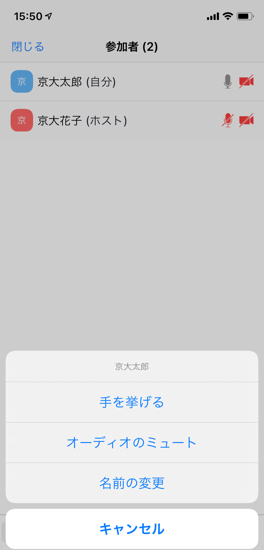 15:50
閉じる 参加者 (2)
京 京大太郎 (自分)
京 京大花子 (ホスト)
京大太郎
手を挙げる
オーディオのミュート
名前の変更
キャンセル